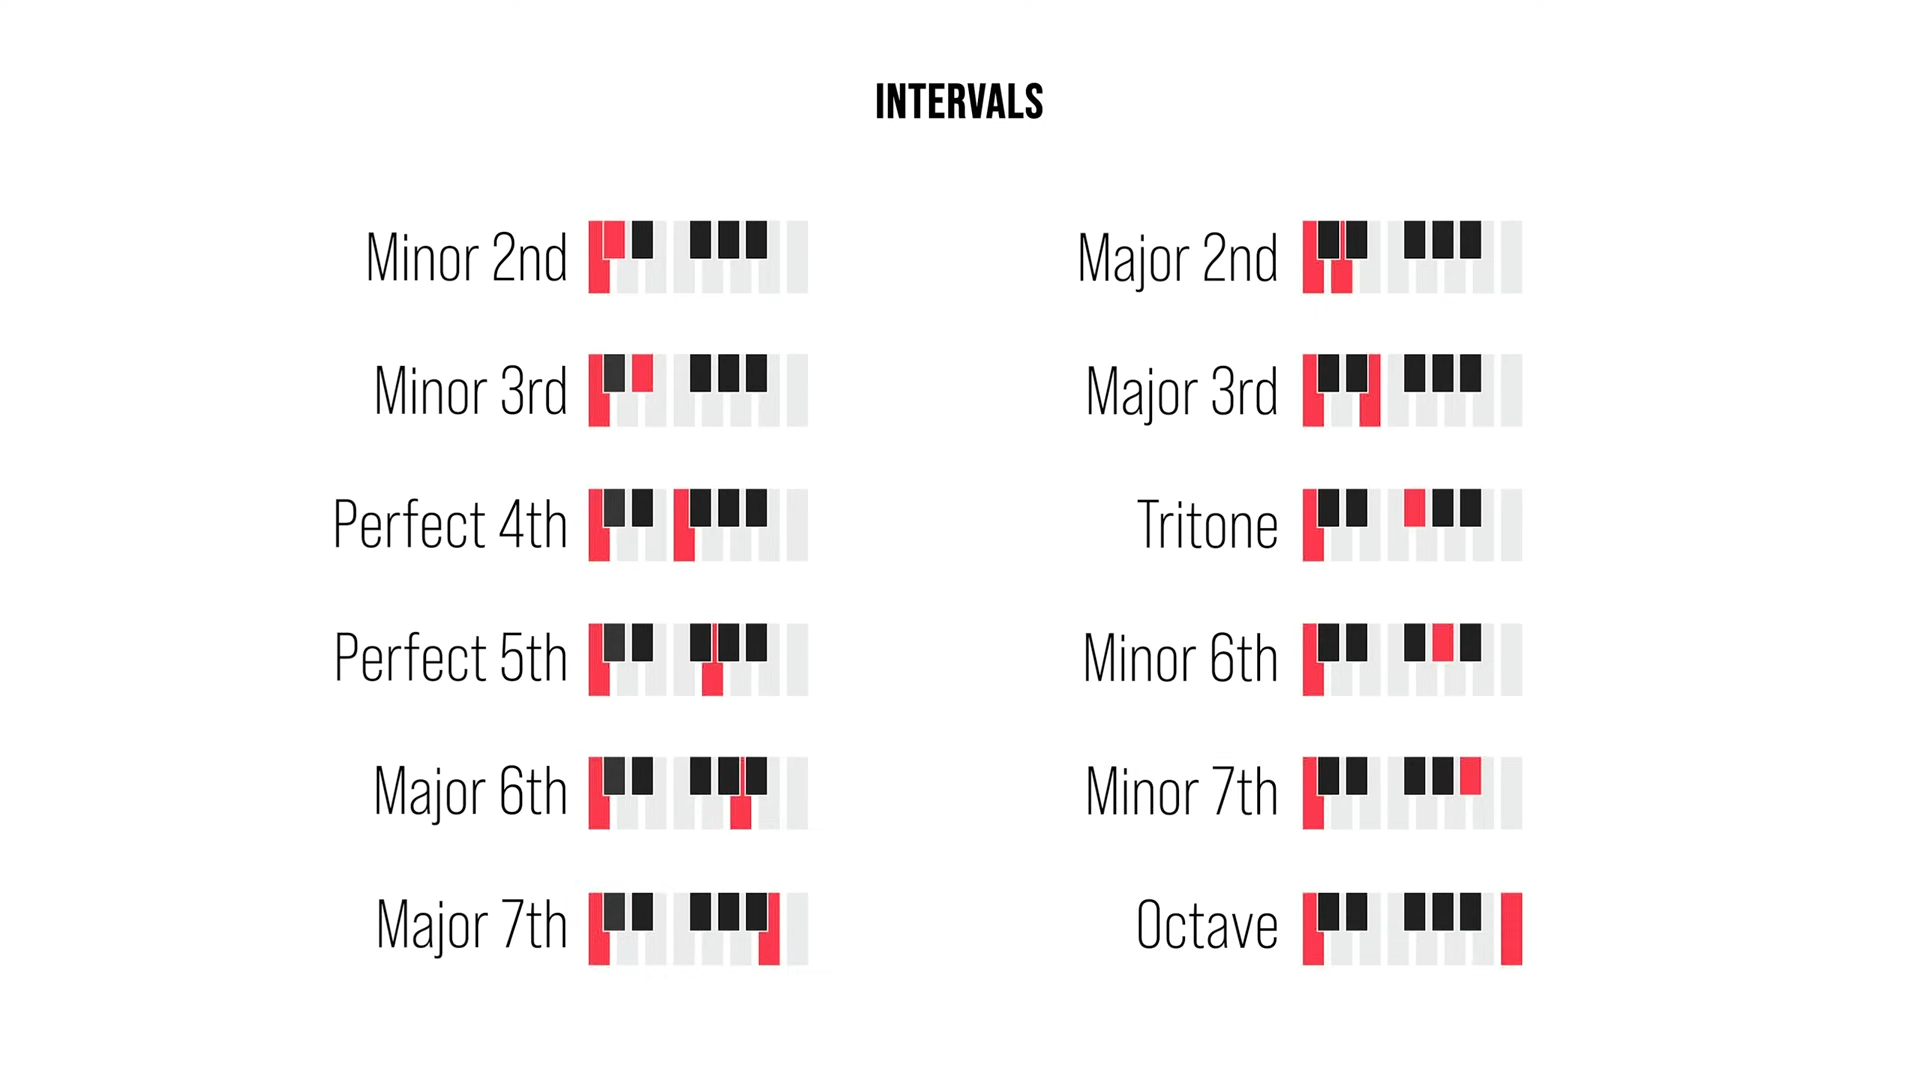 INTERVALS
Minor 2nd
Major 2nd
Minor 3rd
Major 3rd
Perfect 4th
Tritone
Perfect 5th
Minor 6th
Major 6th
Minor 7th
Major 7th
Octave